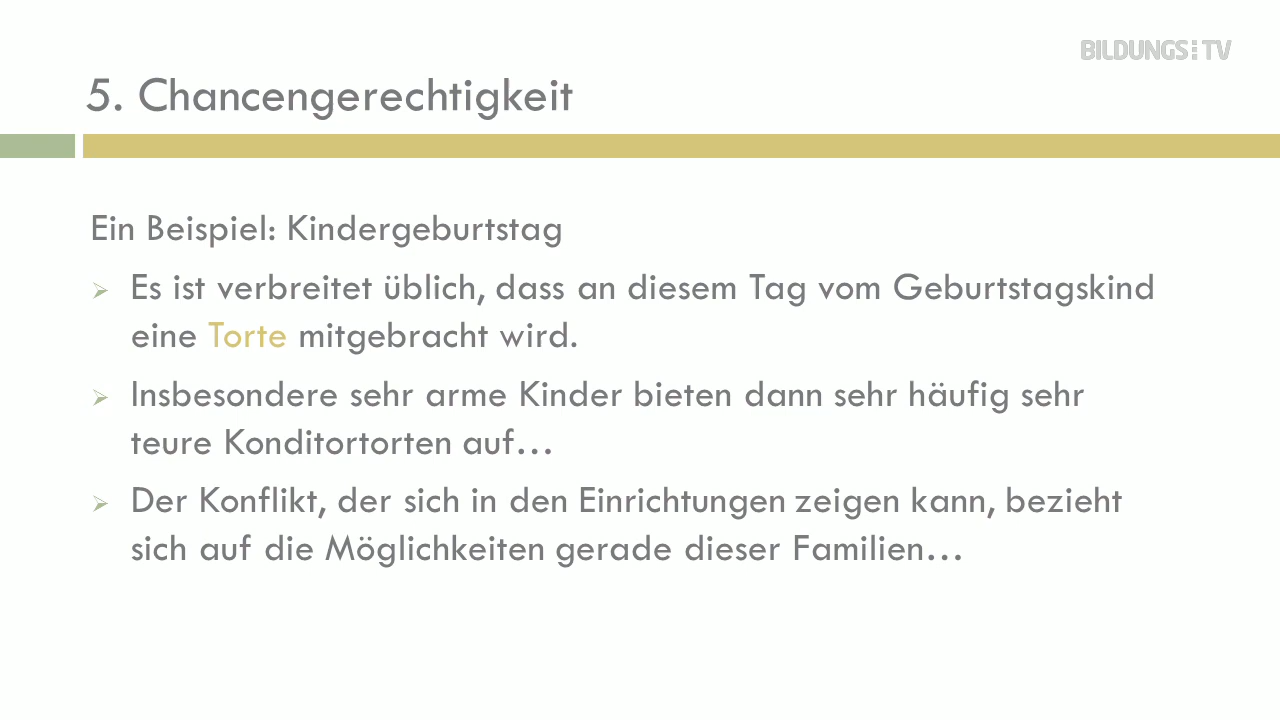 BILDUNGS TV
5. Chancengerechtigkeit
Ein Beispiel: Kindergeburtstag
Es ist verbreitet üblich, dass an diesem Tag vom Geburtstagskind
eine Torte mitgebracht wird.
Insbesondere sehr arme Kinder bieten dann sehr häufig sehr
teure Konditortorten auf…
Der Konflikt, der sich in den Einrichtungen zeigen kann, bezieht
sich auf die Möglichkeiten gerade dieser Familien…